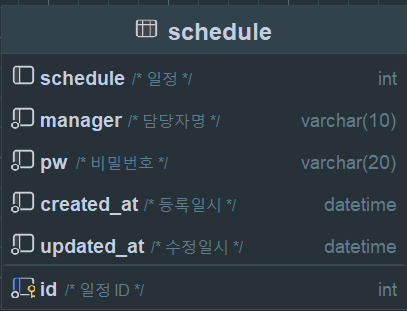 schedule
schedule /* 일정 */ int
manager /* 담당자명 */ varchar(10)
pw /* 비밀번호 */ varchar(20)
created_at /* 등록일시 */ datetime
updated_at /* 수정일시 */ datetime
id /* 일정 ID */ int